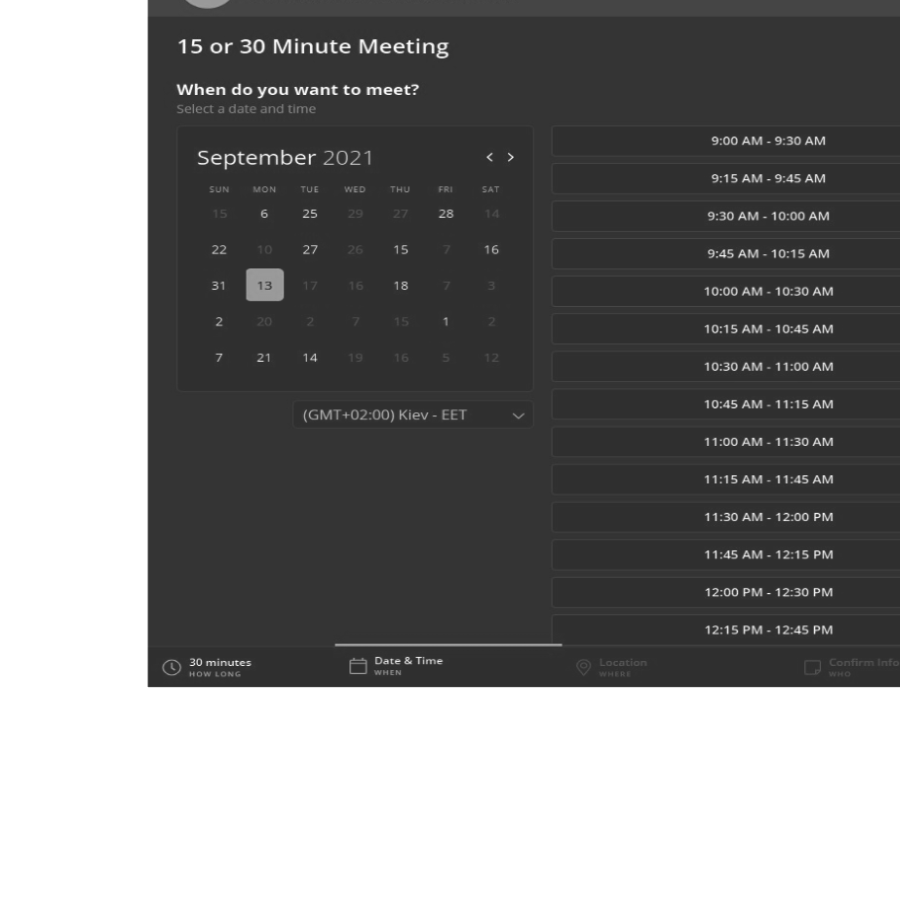 15 or 30 Minute Meeting
When do you want to meet?
Select a date and time
September 2021 < >
SUN MON TUE WED THU FRI SAT
15 6 25 29 27 28 14
22 10 27 26 15 7 16
31 13 17 16 18 7 3
2 20 2 7 15 1 2
7 21 14 19 16 5 12
(GMT+02:00) Kiev - EET
9:00 AM - 9:30 AM
9:15 AM - 9:45 AM
9:30 AM - 10:00 AM
9:45 AM - 10:15 AM
10:00 AM - 10:30 AM
10:15 AM - 10:45 AM
10:30 AM - 11:00 AM
10:45 AM - 11:15 AM
11:00 AM - 11:30 AM
11:15 AM - 11:45 AM
11:30 AM - 12:00 PM
11:45 AM - 12:15 PM
12:00 PM - 12:30 PM
12:15 PM - 12:45 PM
30 minutes
HOW LONG
Date & Time
WHEN
Location
WHERE
Confirm Info
WHO